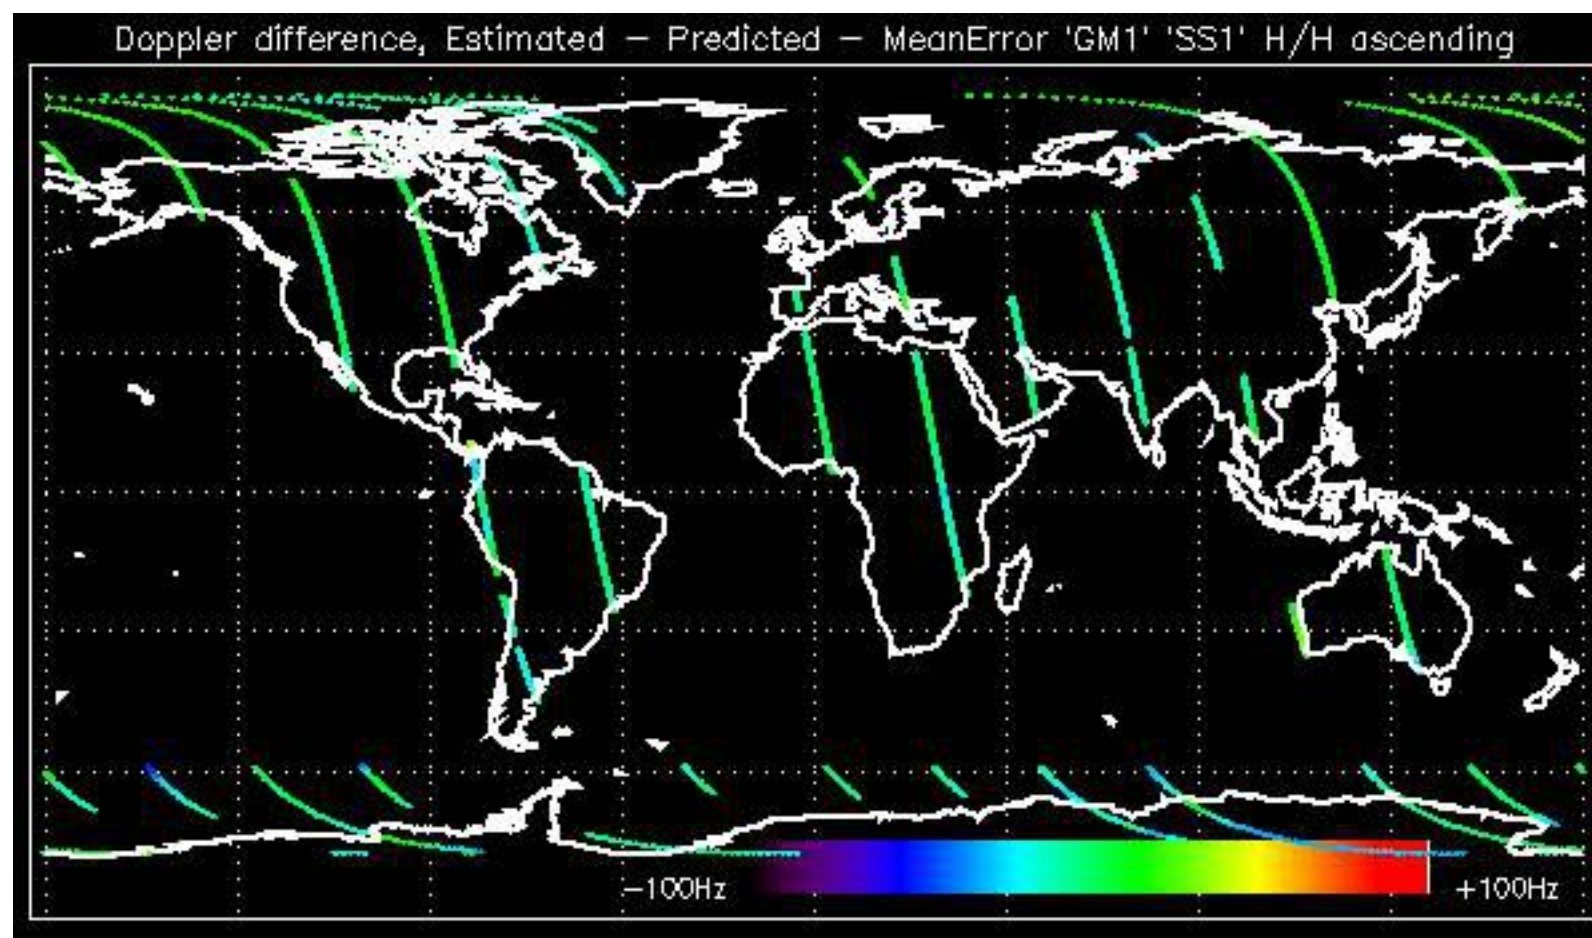 Doppler difference, Estimated − Predicted − MeanError 'GM1' 'SS1' H/H ascending
−100Hz
+100Hz